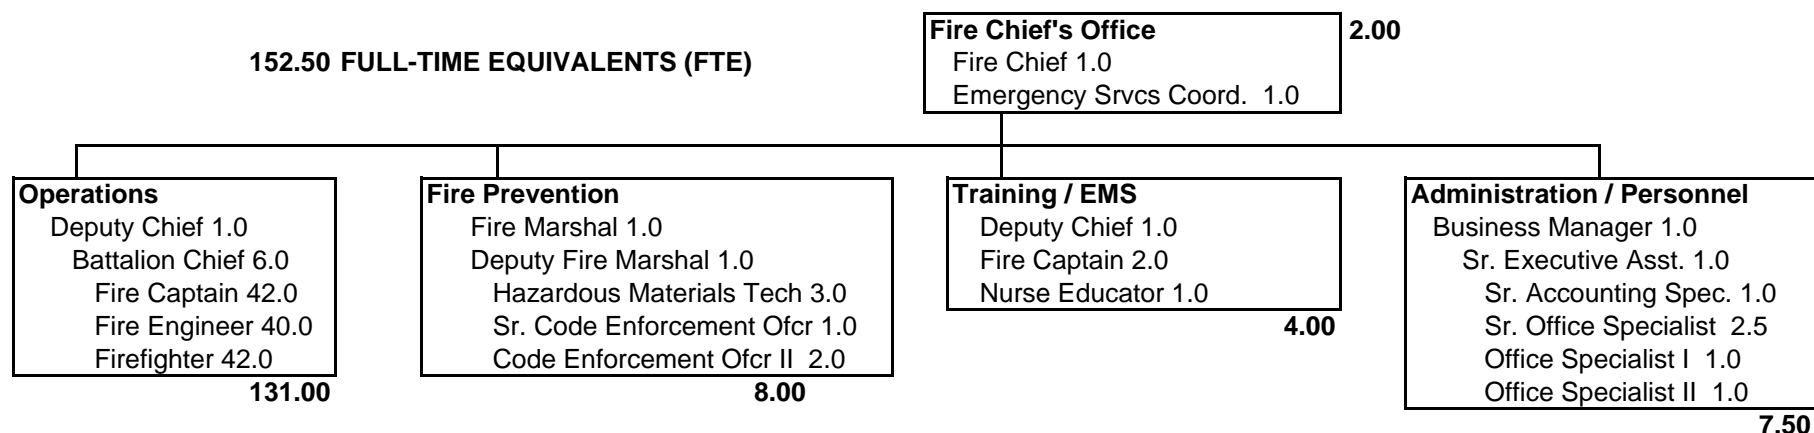 152.50 FULL-TIME EQUIVALENTS (FTE)
Fire Chief's Office 2.00
Fire Chief 1.0
Emergency Srvcs Coord. 1.0
Operations
Deputy Chief 1.0
Battalion Chief 6.0
Fire Captain 42.0
Fire Engineer 40.0
Firefighter 42.0
131.00
Fire Prevention
Fire Marshal 1.0
Deputy Fire Marshal 1.0
Hazardous Materials Tech 3.0
Sr. Code Enforcement Ofcr 1.0
Code Enforcement Ofcr II 2.0
8.00
Training / EMS
Deputy Chief 1.0
Fire Captain 2.0
Nurse Educator 1.0
4.00
Administration / Personnel
Business Manager 1.0
Sr. Executive Asst. 1.0
Sr. Accounting Spec. 1.0
Sr. Office Specialist 2.5
Office Specialist I 1.0
Office Specialist II 1.0
7.50